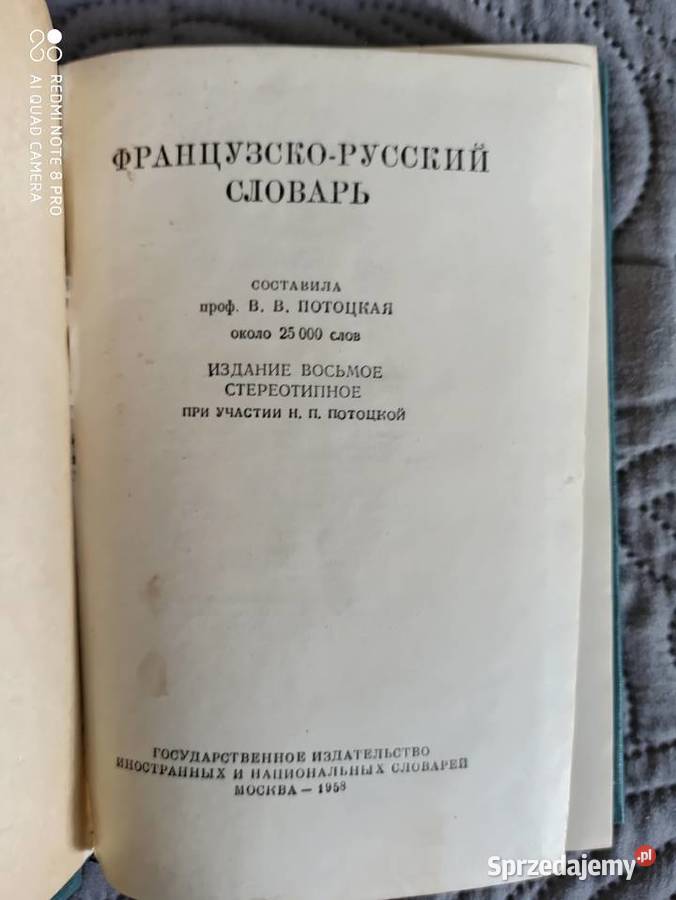 ФРАНЦУЗСКО-РУССКИЙ
СЛОВАРЬ
СОСТАВИЛА
проф. В. В. ПОТОЦКАЯ
около 25 000 слов
ИЗДАНИЕ ВОСЬМОЕ
СТЕРЕОТИПНОЕ
ПРИ УЧАСТИИ Н. П. ПОТОЦКОЙ
ГОСУДАРСТВЕННОЕ ИЗДАТЕЛЬСТВО
ИНОСТРАННЫХ И НАЦИОНАЛЬНЫХ СЛОВАРЕЙ
МОСКВА — 1958
REDMI NOTE 8 PRO
AI QUAD CAMERA
Sprzedajemy.pl